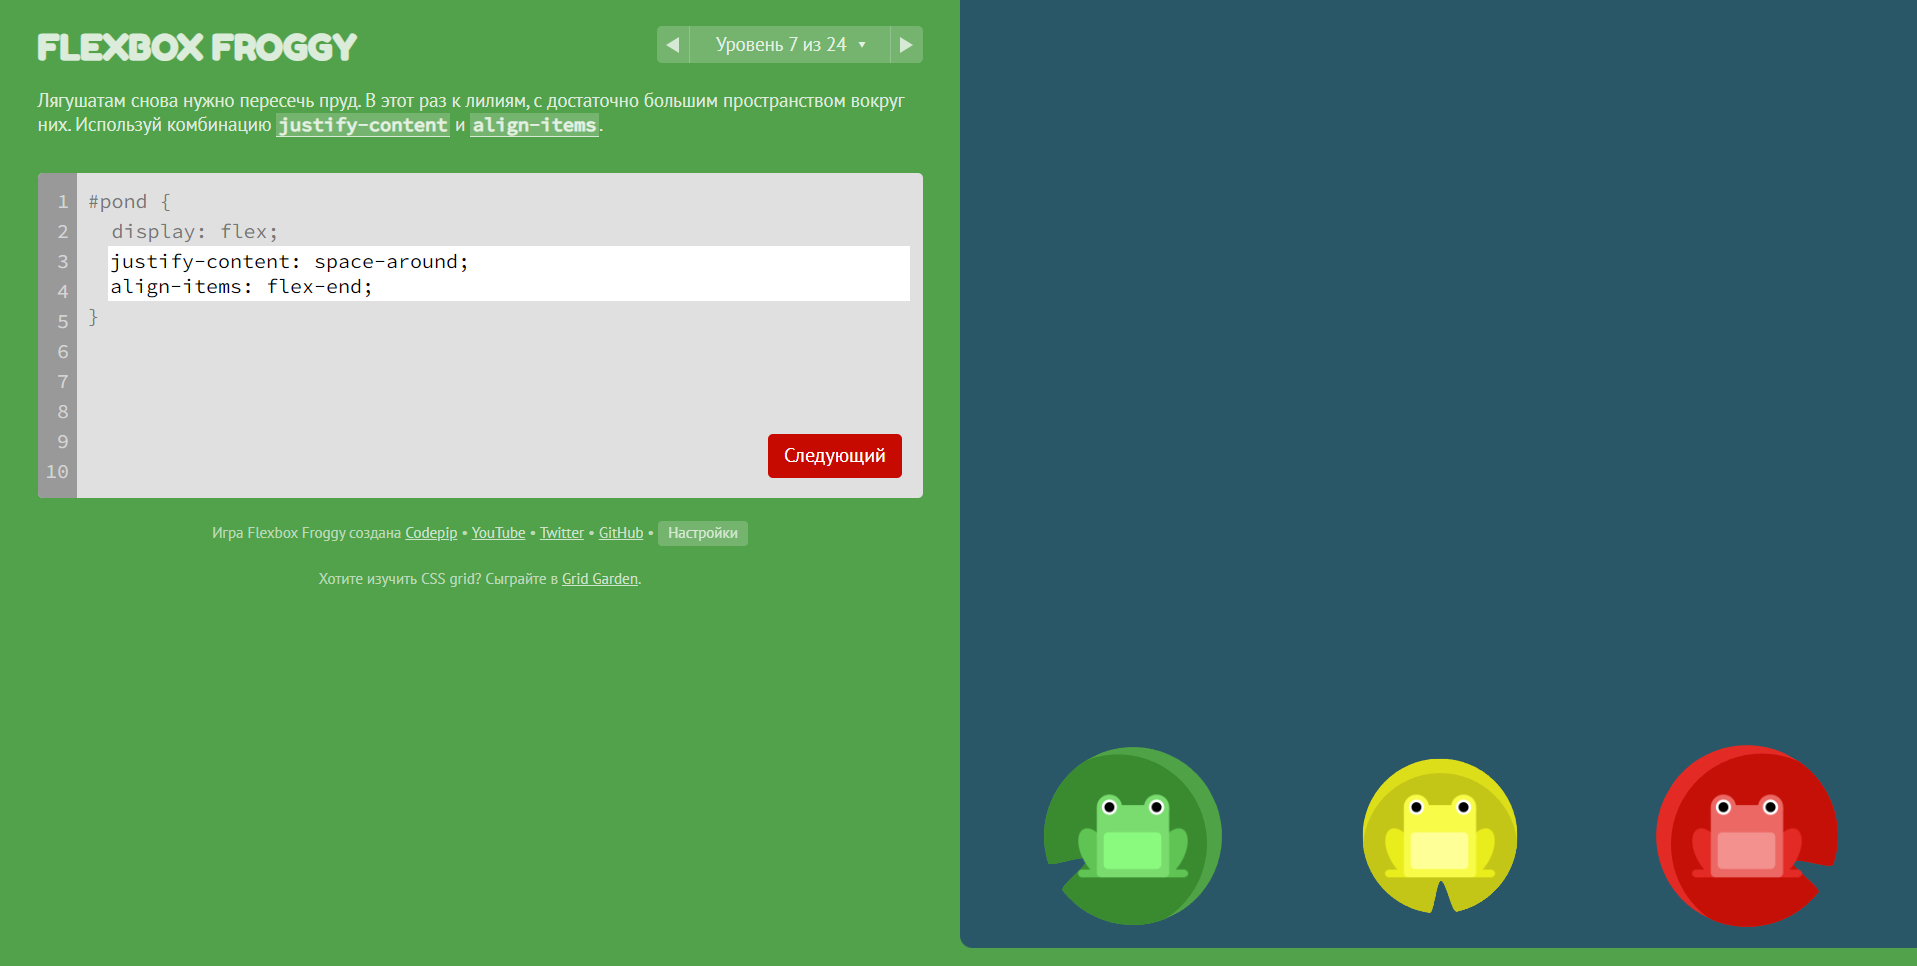 FLEXBOX FROGGY
◀ Уровень 7 из 24 ▼ ▶
Лягушатам снова нужно пересечь пруд. В этот раз к лилиям, с достаточно большим пространством вокруг
них. Используй комбинацию justify-content и align-items.
1 #pond {
2 display: flex;
3 justify-content: space-around;
4 align-items: flex-end;
5 }
6
7
8
9
10
Следующий
Игра Flexbox Froggy создана Codepip • YouTube • Twitter • GitHub • Настройки
Хотите изучить CSS grid? Сыграйте в Grid Garden.